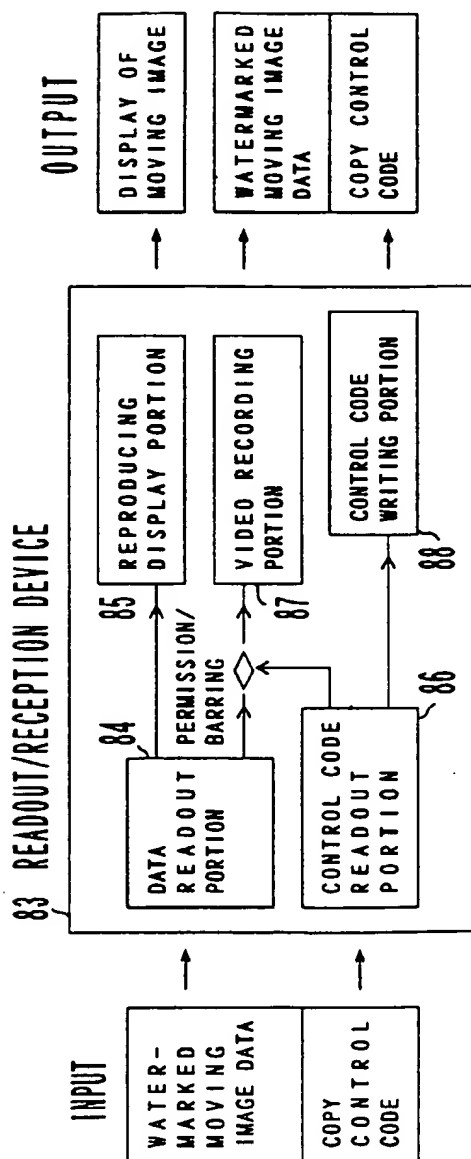 INPUT
WATER-
MARKED
MOVING
IMAGE DATA
COPY
CONTROL
CODE
83 READOUT/RECEPTION DEVICE
84
DATA
READOUT
PORTION
PERMISSION/
BARRING
CONTROL CODE
READOUT
PORTION
86
85
REPRODUCING
DISPLAY PORTION
VIDEO RECORDING
PORTION
87
CONTROL CODE
WRITING PORTION
88
OUTPUT
DISPLAY OF
MOVING IMAGE
WATERMARKED
MOVING IMAGE
DATA
COPY CONTROL
CODE